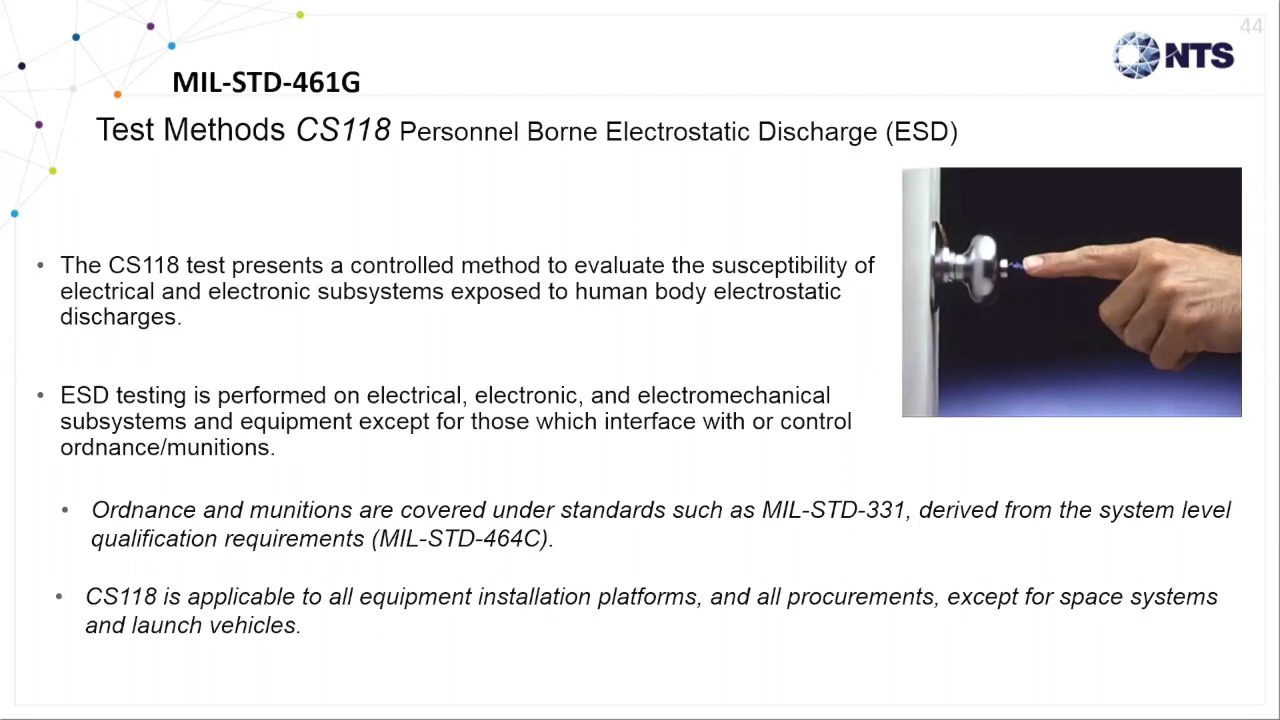 44
NTS
MIL-STD-461G
Test Methods CS118 Personnel Borne Electrostatic Discharge (ESD)
• The CS118 test presents a controlled method to evaluate the susceptibility of
electrical and electronic subsystems exposed to human body electrostatic
discharges.
• ESD testing is performed on electrical, electronic, and electromechanical
subsystems and equipment except for those which interface with or control
ordnance/munitions.
• Ordnance and munitions are covered under standards such as MIL-STD-331, derived from the system level
qualification requirements (MIL-STD-464C).
• CS118 is applicable to all equipment installation platforms, and all procurements, except for space systems
and launch vehicles.